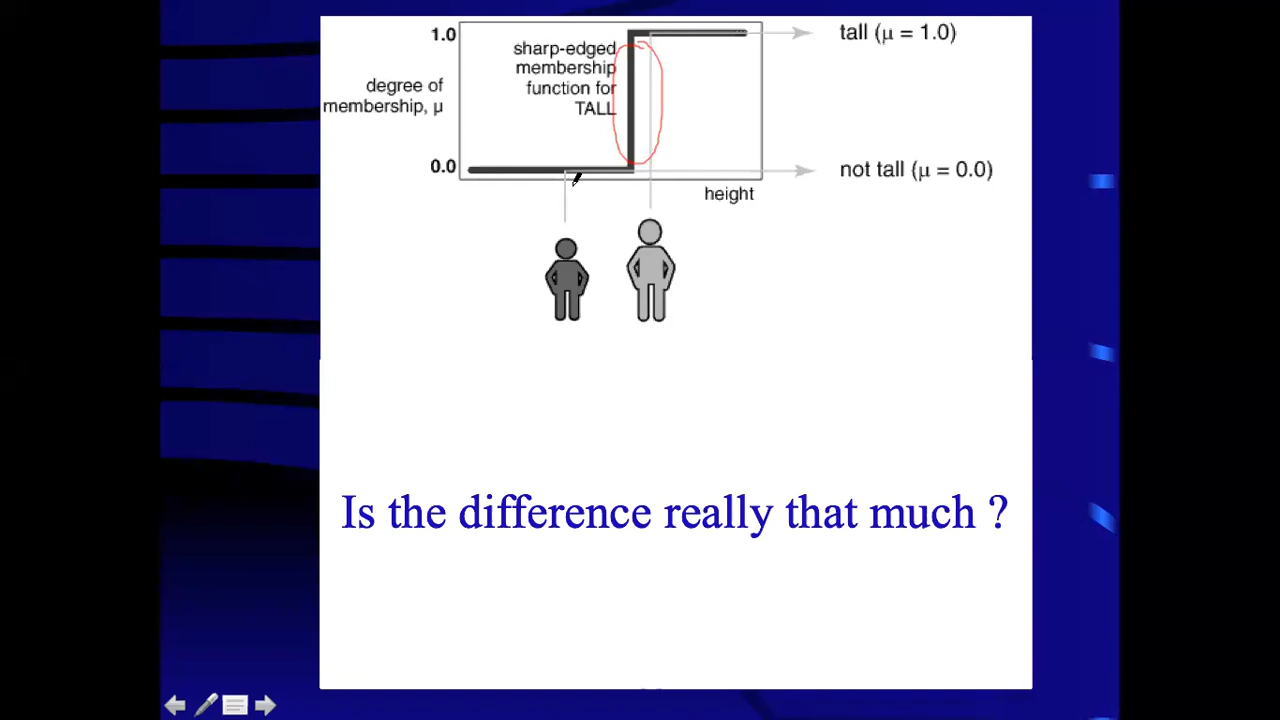 1.0
sharp-edged
membership
function for
TALL
degree of
membership, μ
0.0
height
tall (μ = 1.0)
not tall (μ = 0.0)
Is the difference really that much ?